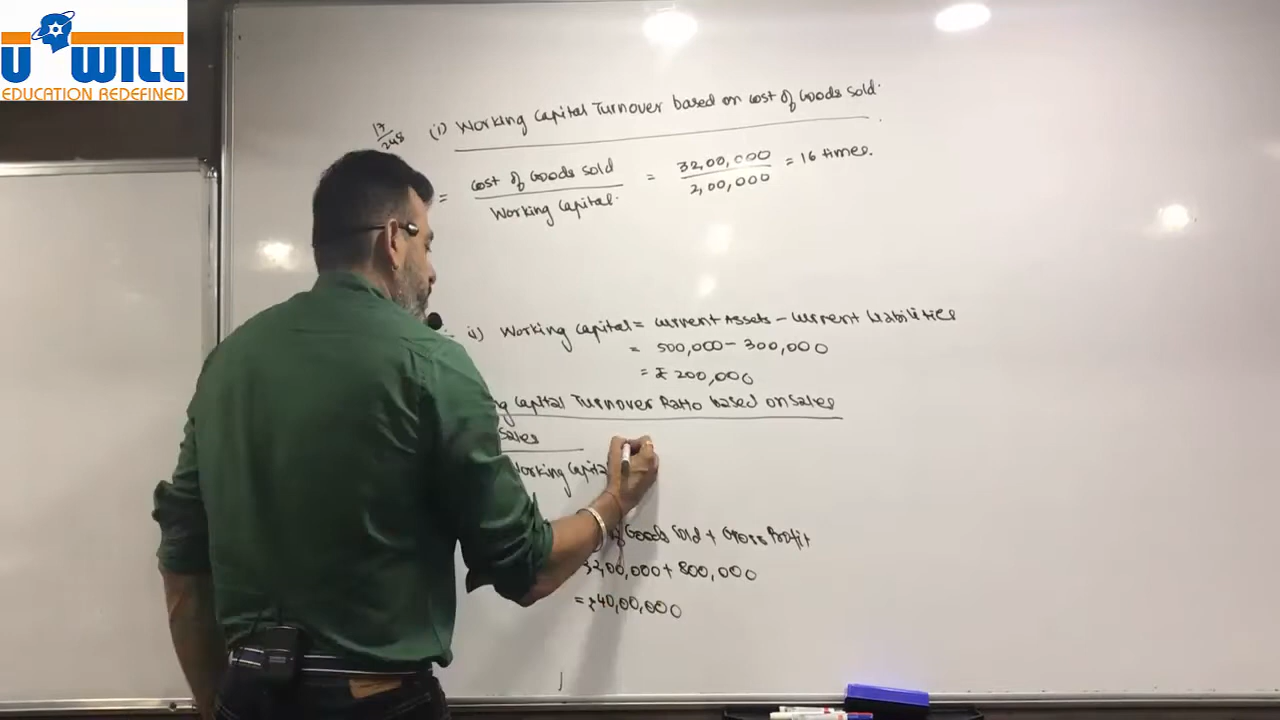 U WILL
EDUCATION REDEFINED
17/248 (i) Working Capital Turnover based on Cost of Goods Sold.
= Cost of Goods Sold / Working Capital. = 32,00,000 / 2,00,000 = 16 times.
ii) Working Capital = Current Assets - Current Liabilities
= 500,000 - 300,000
= ₹ 200,000
Capital Turnover Ratio based on Sales
Sales
Working Capital
Goods Sold + Gross Profit
32,00,000 + 800,000
= ₹40,00,000